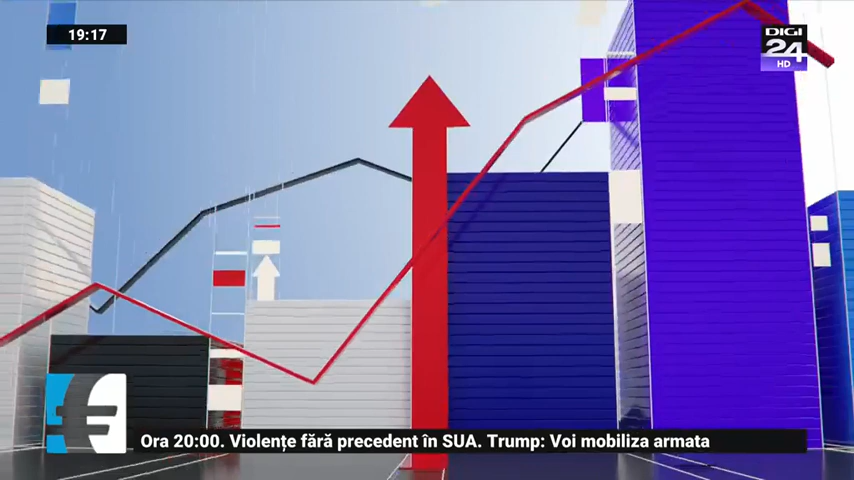 19:17
DIGI
24
HD
Ora 20:00. Violențe fără precedent în SUA. Trump: Voi mobiliza armata